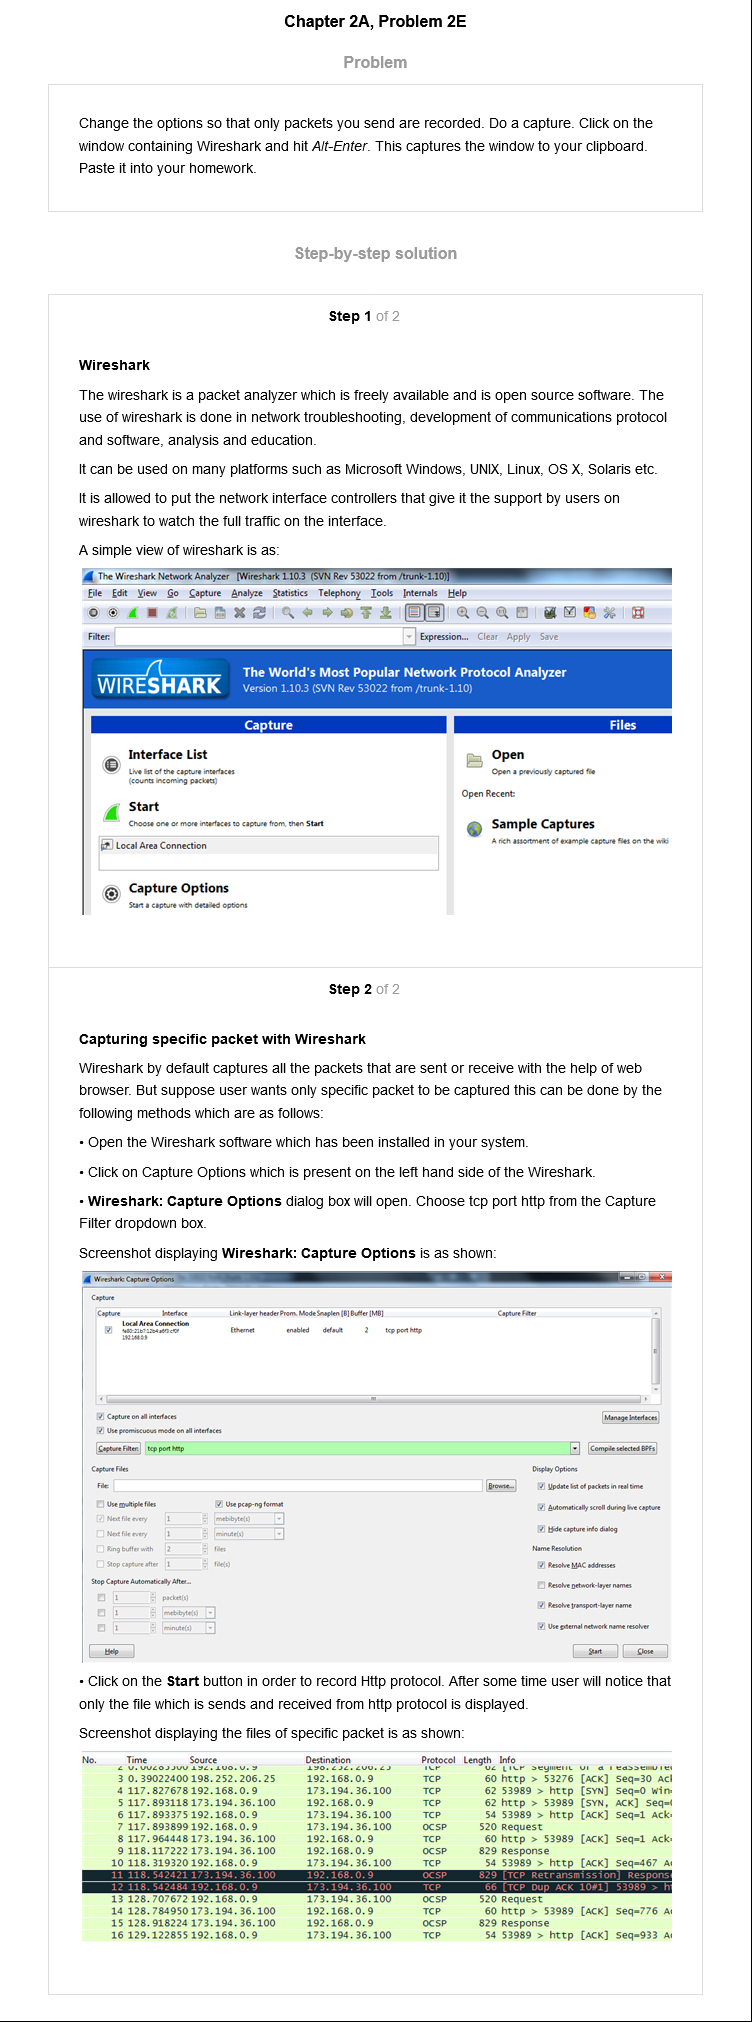 Chapter 2A, Problem 2E
Problem
Change the options so that only packets you send are recorded. Do a capture. Click on the
window containing Wireshark and hit Alt-Enter. This captures the window to your clipboard.
Paste it into your homework.
Step-by-step solution
Step 1 of 2
Wireshark
The wireshark is a packet analyzer which is freely available and is open source software. The
use of wireshark is done in network troubleshooting, development of communications protocol
and software, analysis and education.
It can be used on many platforms such as Microsoft Windows, UNIX, Linux, OS X, Solaris etc.
It is allowed to put the network interface controllers that give it the support by users on
wireshark to watch the full traffic on the interface.
A simple view of wireshark is as:
The Wireshark Network Analyzer [Wireshark 1.10.3 (SVN Rev 53022 from /trunk-1.10)]
File Edit View Go Capture Analyze Statistics Telephony Tools Internals Help
Filter: Expression... Clear Apply Save
WIRESHARK
The World's Most Popular Network Protocol Analyzer
Version 1.10.3 (SVN Rev 53022 from /trunk-1.10)
Capture
Files
Interface List
Live list of the capture interfaces
(counts incoming packets)
Start
Choose one or more interfaces to capture from, then Start
Local Area Connection
Capture Options
Start a capture with detailed options
Open
Open a previously captured file
Open Recent:
Sample Captures
A rich assortment of example capture files on the wiki
Step 2 of 2
Capturing specific packet with Wireshark
Wireshark by default captures all the packets that are sent or receive with the help of web
browser. But suppose user wants only specific packet to be captured this can be done by the
following methods which are as follows:
• Open the Wireshark software which has been installed in your system.
• Click on Capture Options which is present on the left hand side of the Wireshark.
• Wireshark: Capture Options dialog box will open. Choose tcp port http from the Capture
Filter dropdown box.
Screenshot displaying Wireshark: Capture Options is as shown:
Wireshark: Capture Options
Capture
Capture Interface Link-layer header Prom. Mode Snaplen [B] Buffer [MB] Capture Filter
Local Area Connection
Ethernet enabled default 2 tcp port http
192.168.0.9
Capture on all interfaces
Manage Interfaces
Use promiscuous mode on all interfaces
Capture Filter: tcp port http Compile selected BPFs
Capture Files
File: Browse...
Use multiple files Use pcap-ng format
Next file every 1 mebibyte(s)
Next file every 1 minute(s)
Ring buffer with 2 files
Stop capture after 1 file(s)
Stop Capture Automatically After...
1 packet(s)
1 mebibyte(s)
1 minute(s)
Display Options
Update list of packets in real time
Automatically scroll during live capture
Hide capture info dialog
Name Resolution
Resolve MAC addresses
Resolve network-layer names
Resolve transport-layer name
Use external network name resolver
Help Start Close
• Click on the Start button in order to record Http protocol. After some time user will notice that
only the file which is sends and received from http protocol is displayed.
Screenshot displaying the files of specific packet is as shown:
No. Time Source Destination Protocol Length Info
3 0.39022400 198.252.206.25 192.168.0.9 TCP 60 http > 53276 [ACK] Seq=30 Ack
4 117.827678 192.168.0.9 173.194.36.100 TCP 62 53989 > http [SYN] Seq=0 Win=
5 117.893118 173.194.36.100 192.168.0.9 TCP 62 http > 53989 [SYN, ACK] Seq=
6 117.893375 192.168.0.9 173.194.36.100 TCP 54 53989 > http [ACK] Seq=1 Ack=
7 117.893899 192.168.0.9 173.194.36.100 OCSP 520 Request
8 117.964448 173.194.36.100 192.168.0.9 TCP 60 http > 53989 [ACK] Seq=1 Ack=
9 118.117222 173.194.36.100 192.168.0.9 OCSP 829 Response
10 118.319320 192.168.0.9 173.194.36.100 TCP 54 53989 > http [ACK] Seq=467 A
11 118.542421 173.194.36.100 192.168.0.9 OCSP 829 [TCP Retransmission] Respons
12 118.542484 192.168.0.9 173.194.36.100 TCP 66 [TCP Dup ACK 10#1] 53989 > h
13 128.707672 192.168.0.9 173.194.36.100 OCSP 520 Request
14 128.784950 173.194.36.100 192.168.0.9 TCP 60 http > 53989 [ACK] Seq=776 A
15 128.918224 173.194.36.100 192.168.0.9 OCSP 829 Response
16 129.122855 192.168.0.9 173.194.36.100 TCP 54 53989 > http [ACK] Seq=933 A